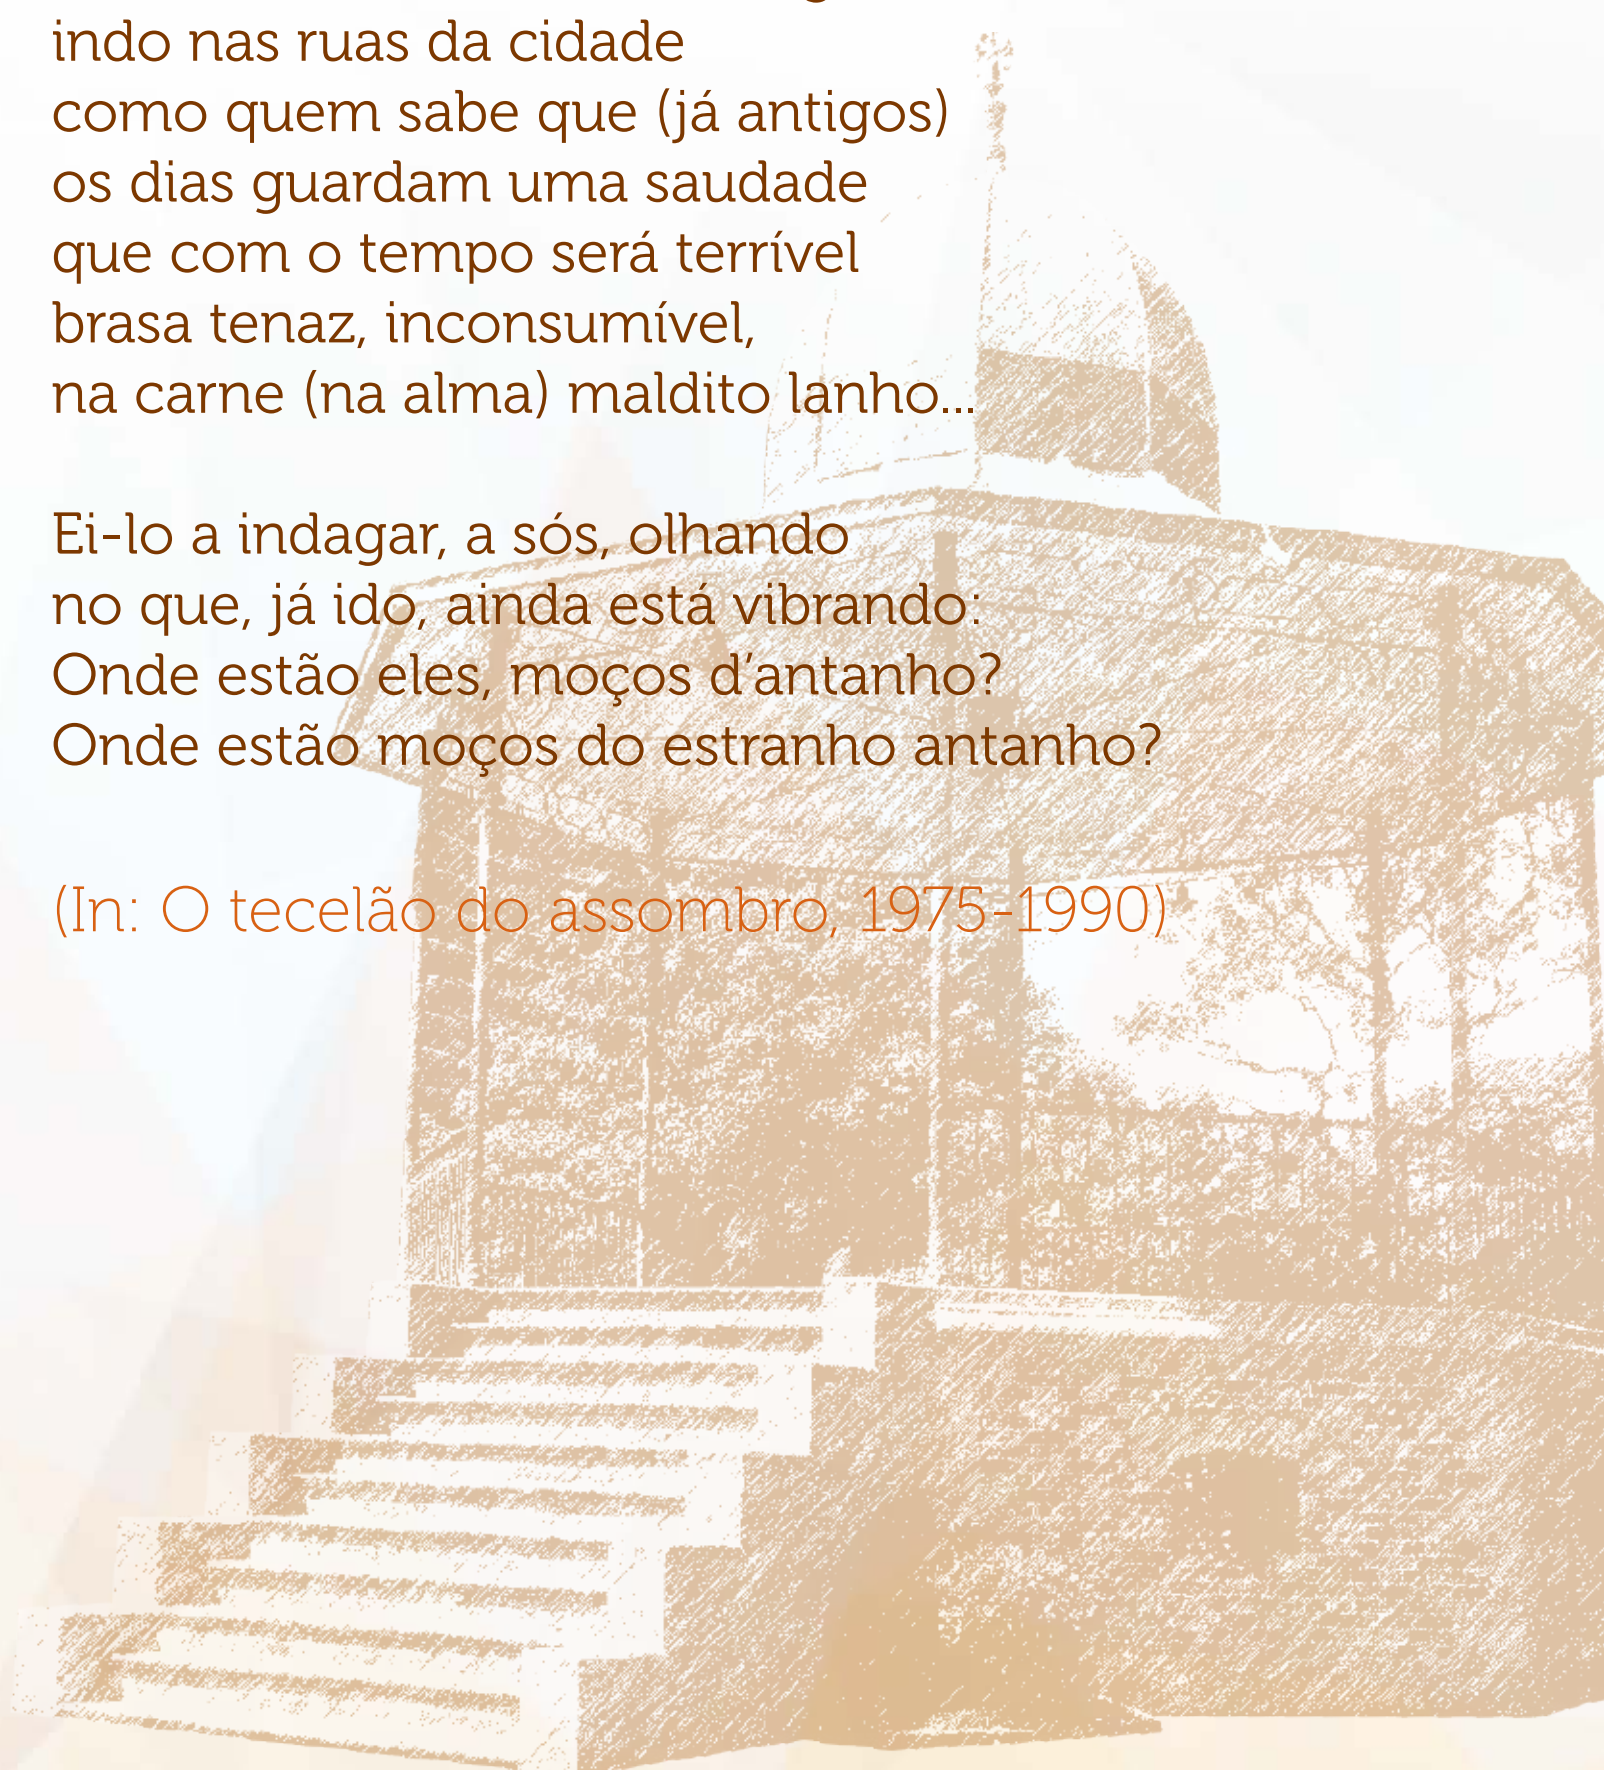 indo nas ruas da cidade
como quem sabe que (já antigos)
os dias guardam uma saudade
que com o tempo será terrível
brasa tenaz, inconsumível,
na carne (na alma) maldito lanho...
Ei-lo a indagar, a sós, olhando
no que, já ido, ainda está vibrando:
Onde estão eles, moços d’antanho?
Onde estão moços do estranho antanho?
(In: O tecelão do assombro, 1975-1990)